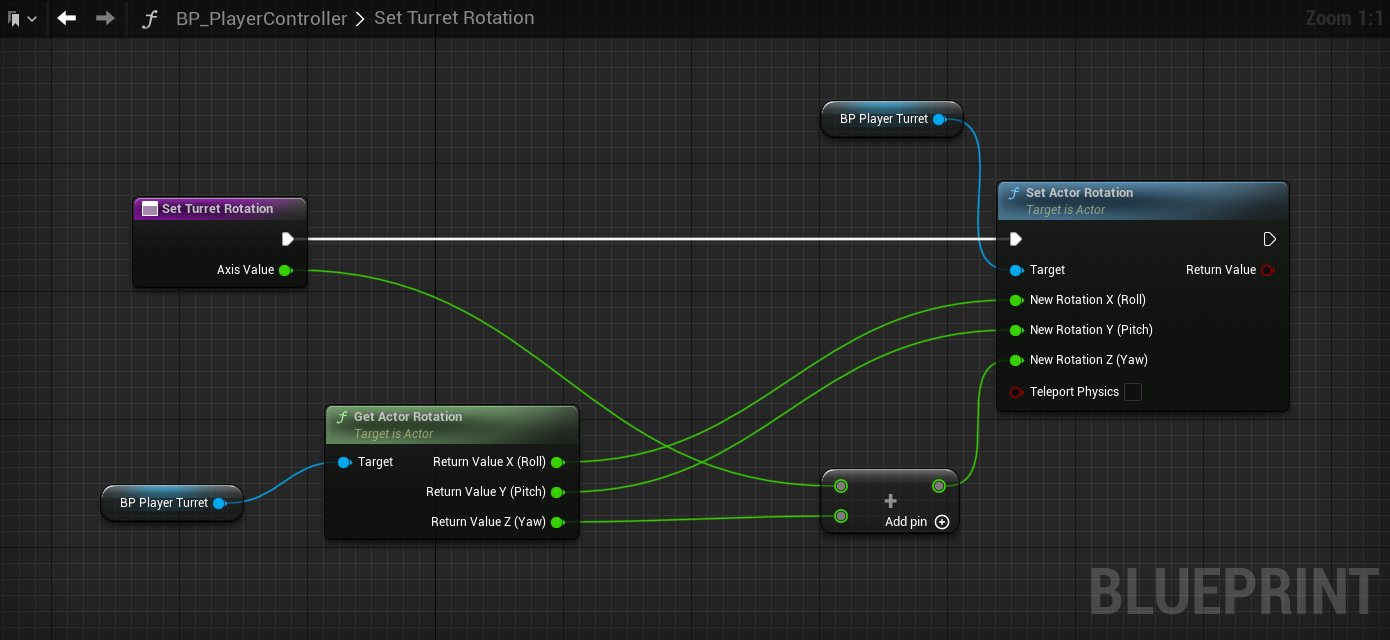 BP_PlayerController > Set Turret Rotation
Zoom 1:1
BP Player Turret
Set Turret Rotation
Axis Value
Set Actor Rotation
Target is Actor
Target
Return Value
New Rotation X (Roll)
New Rotation Y (Pitch)
New Rotation Z (Yaw)
Teleport Physics
Get Actor Rotation
Target is Actor
Target
Return Value X (Roll)
Return Value Y (Pitch)
Return Value Z (Yaw)
BP Player Turret
+
Add pin
BLUEPRINT